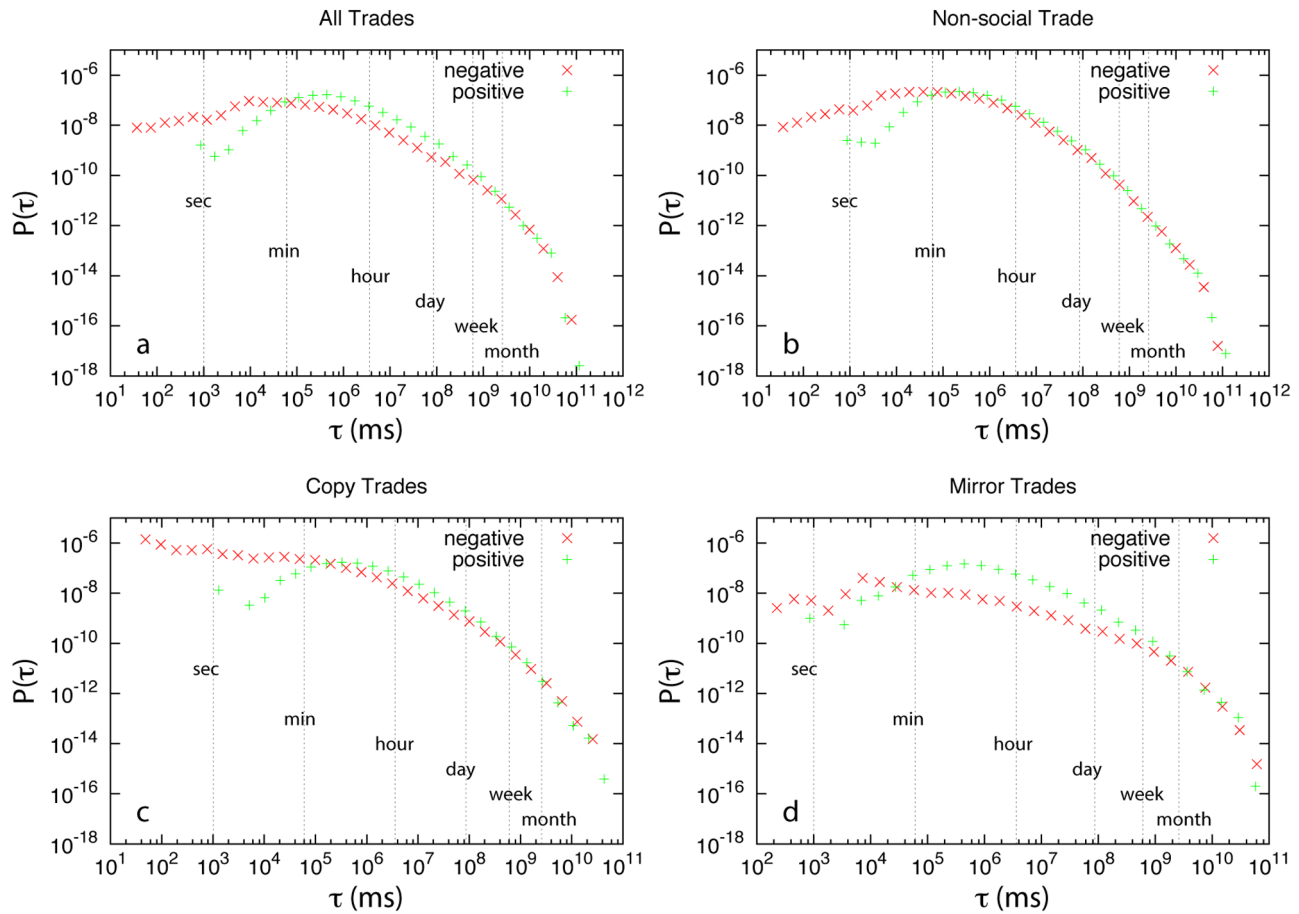 All Trades
10^-6
10^-8
10^-10
10^-12
10^-14
10^-16
10^-18
P(τ)
negative
positive
sec
min
hour
day
week
month
a
10^1 10^2 10^3 10^4 10^5 10^6 10^7 10^8 10^9 10^10 10^11 10^12
τ (ms)
Non-social Trade
10^-6
10^-8
10^-10
10^-12
10^-14
10^-16
10^-18
P(τ)
negative
positive
sec
min
hour
day
week
month
b
10^1 10^2 10^3 10^4 10^5 10^6 10^7 10^8 10^9 10^10 10^11 10^12
τ (ms)
Copy Trades
10^-6
10^-8
10^-10
10^-12
10^-14
10^-16
10^-18
P(τ)
negative
positive
sec
min
hour
day
week
month
c
10^1 10^2 10^3 10^4 10^5 10^6 10^7 10^8 10^9 10^10 10^11
τ (ms)
Mirror Trades
10^-6
10^-8
10^-10
10^-12
10^-14
10^-16
10^-18
P(τ)
negative
positive
sec
min
hour
day
week
month
d
10^2 10^3 10^4 10^5 10^6 10^7 10^8 10^9 10^10 10^11
τ (ms)